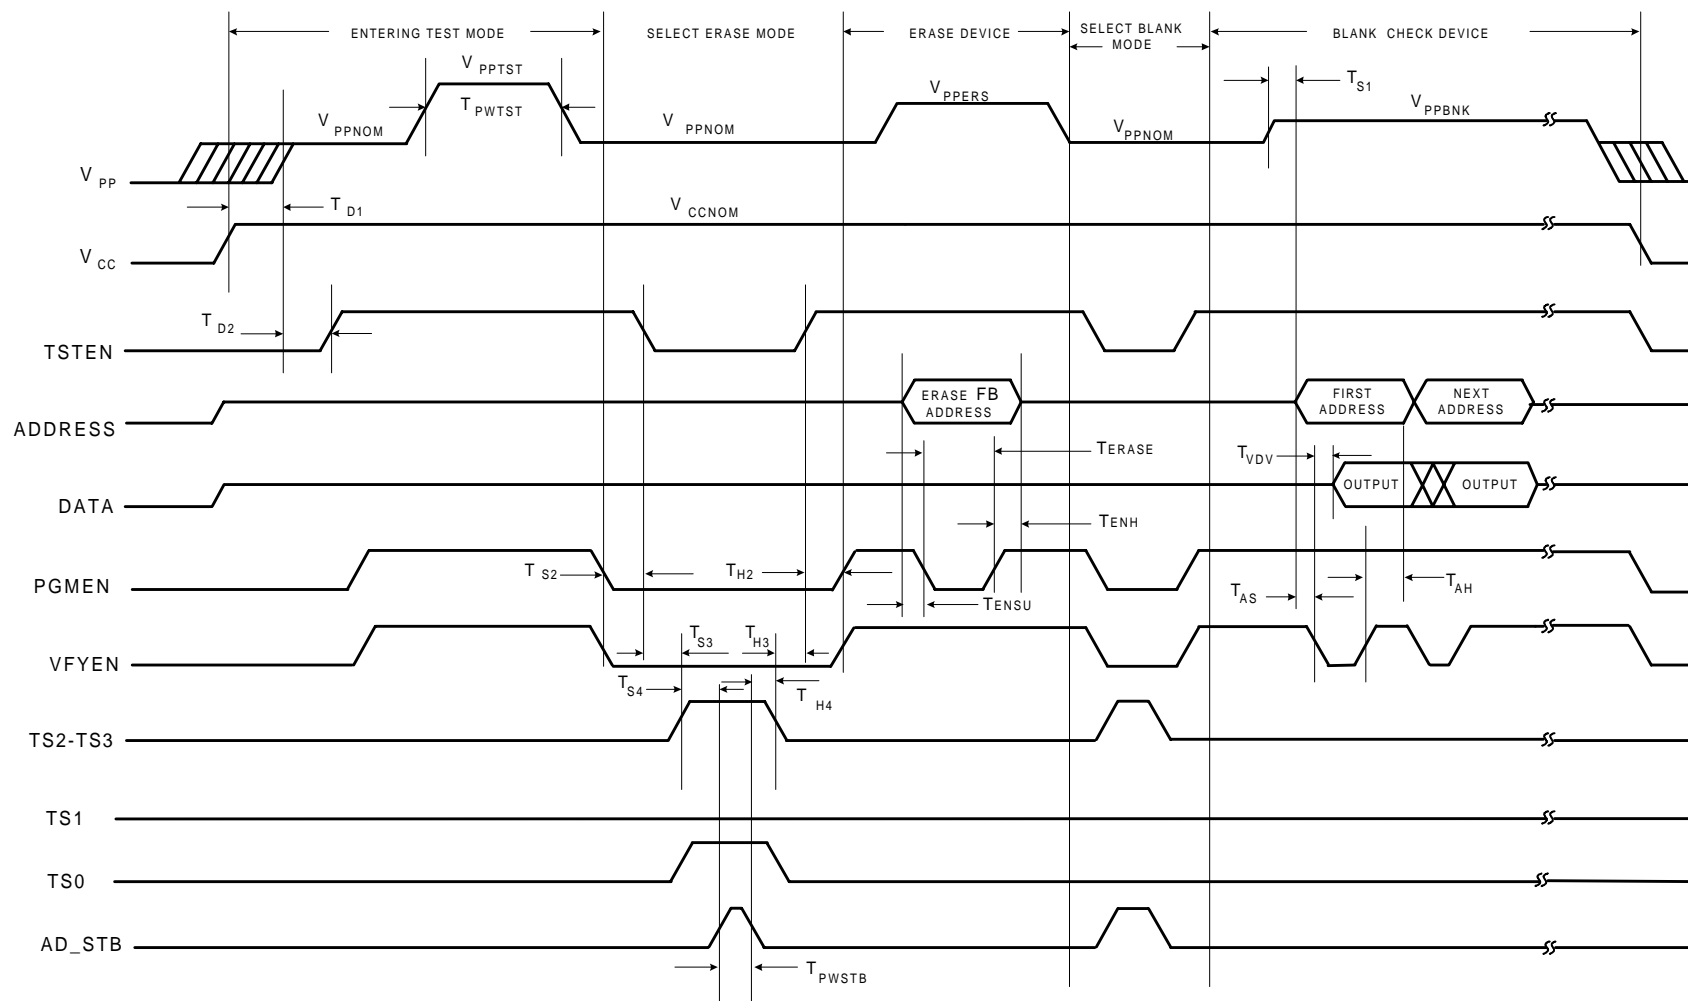 ENTERING TEST MODE
SELECT ERASE MODE
ERASE DEVICE
SELECT BLANK
MODE
BLANK CHECK DEVICE
V PPTST
T PWTST
V PPNOM
V PPNOM
V PPERS
V PPNOM
T S1
V PPBNK
V PP
T D1
V CCNOM
V CC
T D2
TSTEN
ADDRESS
ERASE FB
ADDRESS
FIRST
ADDRESS
NEXT
ADDRESS
TERASE
T VDV
DATA
OUTPUT
OUTPUT
TENH
PGMEN
T S2
T H2
TENSU
T AS
T AH
VFYEN
T S3
T H3
T S4
T H4
TS2-TS3
TS1
TS0
AD_STB
T PWSTB